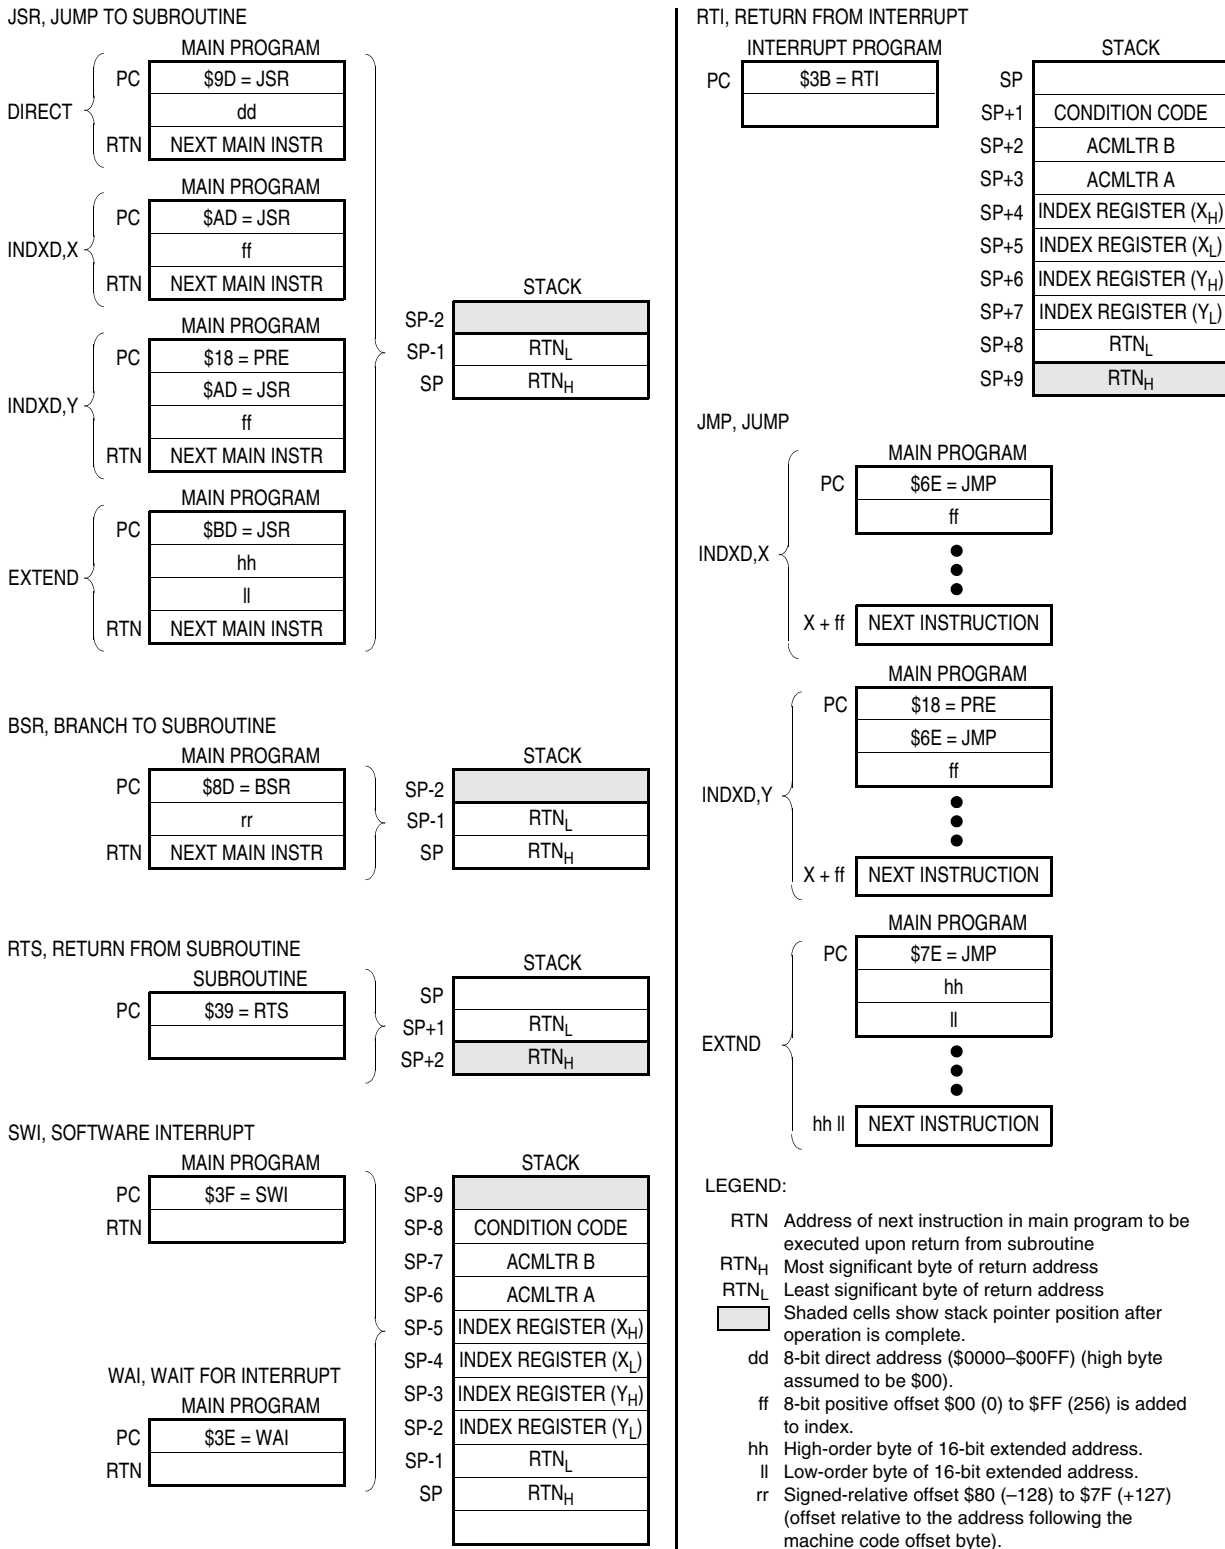 JSR, JUMP TO SUBROUTINE
MAIN PROGRAM
DIRECT
PC $9D = JSR
dd
RTN NEXT MAIN INSTR
MAIN PROGRAM
INDXD,X
PC $AD = JSR
ff
RTN NEXT MAIN INSTR
MAIN PROGRAM
INDXD,Y
PC $18 = PRE
$AD = JSR
ff
RTN NEXT MAIN INSTR
MAIN PROGRAM
EXTEND
PC $BD = JSR
hh
ll
RTN NEXT MAIN INSTR
STACK
SP-2
SP-1 RTNL
SP RTNH
BSR, BRANCH TO SUBROUTINE
MAIN PROGRAM
PC $8D = BSR
rr
RTN NEXT MAIN INSTR
STACK
SP-2
SP-1 RTNL
SP RTNH
RTS, RETURN FROM SUBROUTINE
SUBROUTINE
PC $39 = RTS
STACK
SP
SP+1 RTNL
SP+2 RTNH
SWI, SOFTWARE INTERRUPT
MAIN PROGRAM
PC $3F = SWI
RTN
WAI, WAIT FOR INTERRUPT
MAIN PROGRAM
PC $3E = WAI
RTN
STACK
SP-9
SP-8 CONDITION CODE
SP-7 ACMLTR B
SP-6 ACMLTR A
SP-5 INDEX REGISTER (XH)
SP-4 INDEX REGISTER (XL)
SP-3 INDEX REGISTER (YH)
SP-2 INDEX REGISTER (YL)
SP-1 RTNL
SP RTNH
RTI, RETURN FROM INTERRUPT
INTERRUPT PROGRAM
PC $3B = RTI
STACK
SP
SP+1 CONDITION CODE
SP+2 ACMLTR B
SP+3 ACMLTR A
SP+4 INDEX REGISTER (XH)
SP+5 INDEX REGISTER (XL)
SP+6 INDEX REGISTER (YH)
SP+7 INDEX REGISTER (YL)
SP+8 RTNL
SP+9 RTNH
JMP, JUMP
MAIN PROGRAM
INDXD,X
PC $6E = JMP
ff
X + ff NEXT INSTRUCTION
MAIN PROGRAM
INDXD,Y
PC $18 = PRE
$6E = JMP
ff
X + ff NEXT INSTRUCTION
MAIN PROGRAM
EXTND
PC $7E = JMP
hh
ll
hh ll NEXT INSTRUCTION
LEGEND:
RTN Address of next instruction in main program to be
executed upon return from subroutine
RTNH Most significant byte of return address
RTNL Least significant byte of return address
Shaded cells show stack pointer position after
operation is complete.
dd 8-bit direct address ($0000–$00FF) (high byte
assumed to be $00).
ff 8-bit positive offset $00 (0) to $FF (256) is added
to index.
hh High-order byte of 16-bit extended address.
ll Low-order byte of 16-bit extended address.
rr Signed-relative offset $80 (–128) to $7F (+127)
(offset relative to the address following the
machine code offset byte).